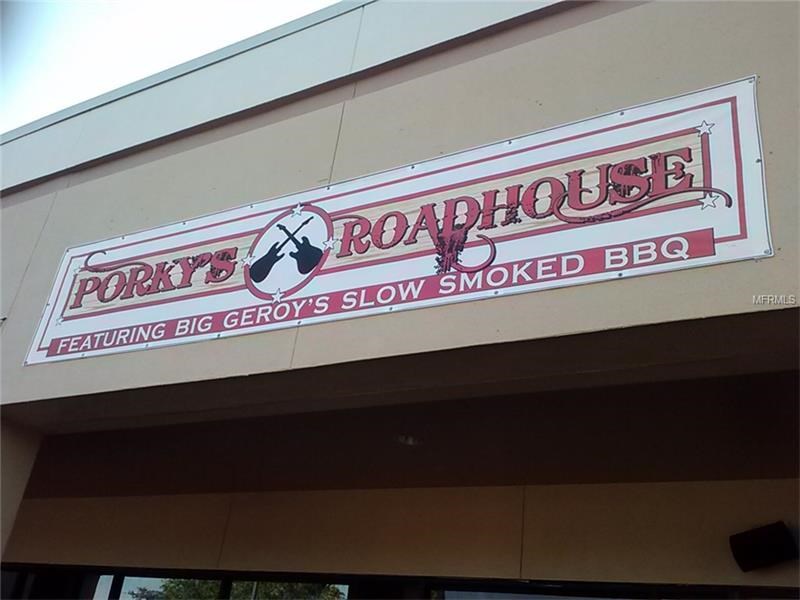 PORKY'S ROADHOUSE
FEATURING BIG GEROY'S SLOW SMOKED BBQ
MFRMLS